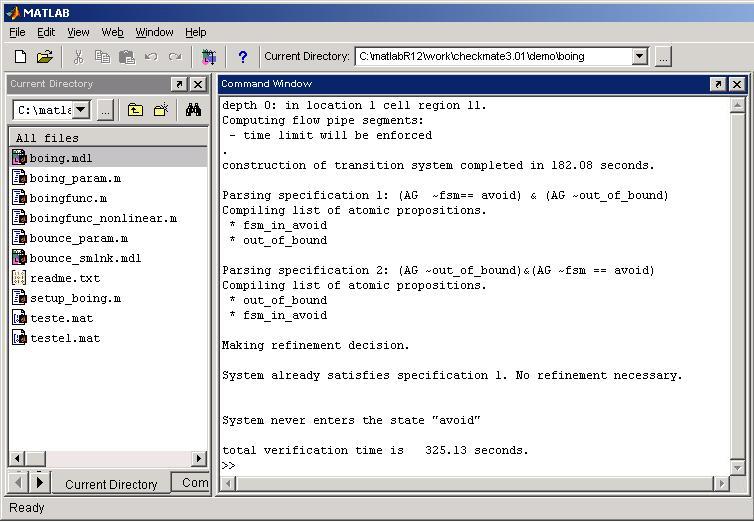 MATLAB
File Edit View Web Window Help
? Current Directory: C:\matlabR12\work\checkmate3.01\demo\boing ...
Current Directory
C:\matla ...
All files
boing.mdl
boing_param.m
boingfunc.m
boingfunc_nonlinear.m
bounce_param.m
bounce_smlnk.mdl
readme.txt
setup_boing.m
teste.mat
teste1.mat
Current Directory Com
Command Window
depth 0: in location 1 cell region 11.
Computing flow pipe segments:
- time limit will be enforced
.
construction of transition system completed in 182.08 seconds.
Parsing specification 1: (AG ~fsm== avoid) & (AG ~out_of_bound)
Compiling list of atomic propositions.
* fsm_in_avoid
* out_of_bound
Parsing specification 2: (AG ~out_of_bound)&(AG ~fsm == avoid)
Compiling list of atomic propositions.
* out_of_bound
* fsm_in_avoid
Making refinement decision.
System already satisfies specification 1. No refinement necessary.
System never enters the state "avoid"
total verification time is 325.13 seconds.
>>
Ready